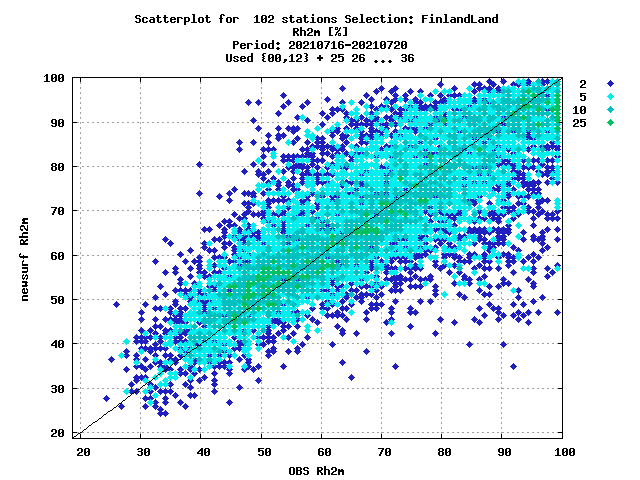 Scatterplot for  102 stations Selection: FinlandLand
Rh2m [%]
Period: 20210716-20210720
Used {00,12} + 25 26 ... 36
2
5
10
25
100
90
80
70
60
50
40
30
20
newsurf Rh2m
20 30 40 50 60 70 80 90 100
OBS Rh2m